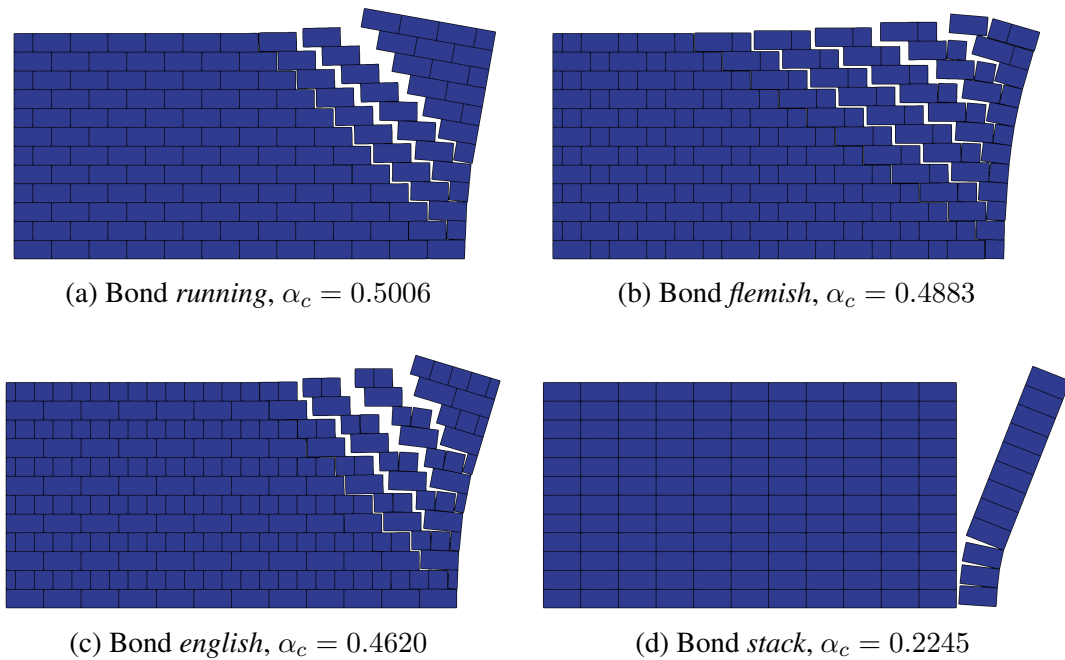 (a) Bond running, αc = 0.5006
(b) Bond flemish, αc = 0.4883
(c) Bond english, αc = 0.4620
(d) Bond stack, αc = 0.2245